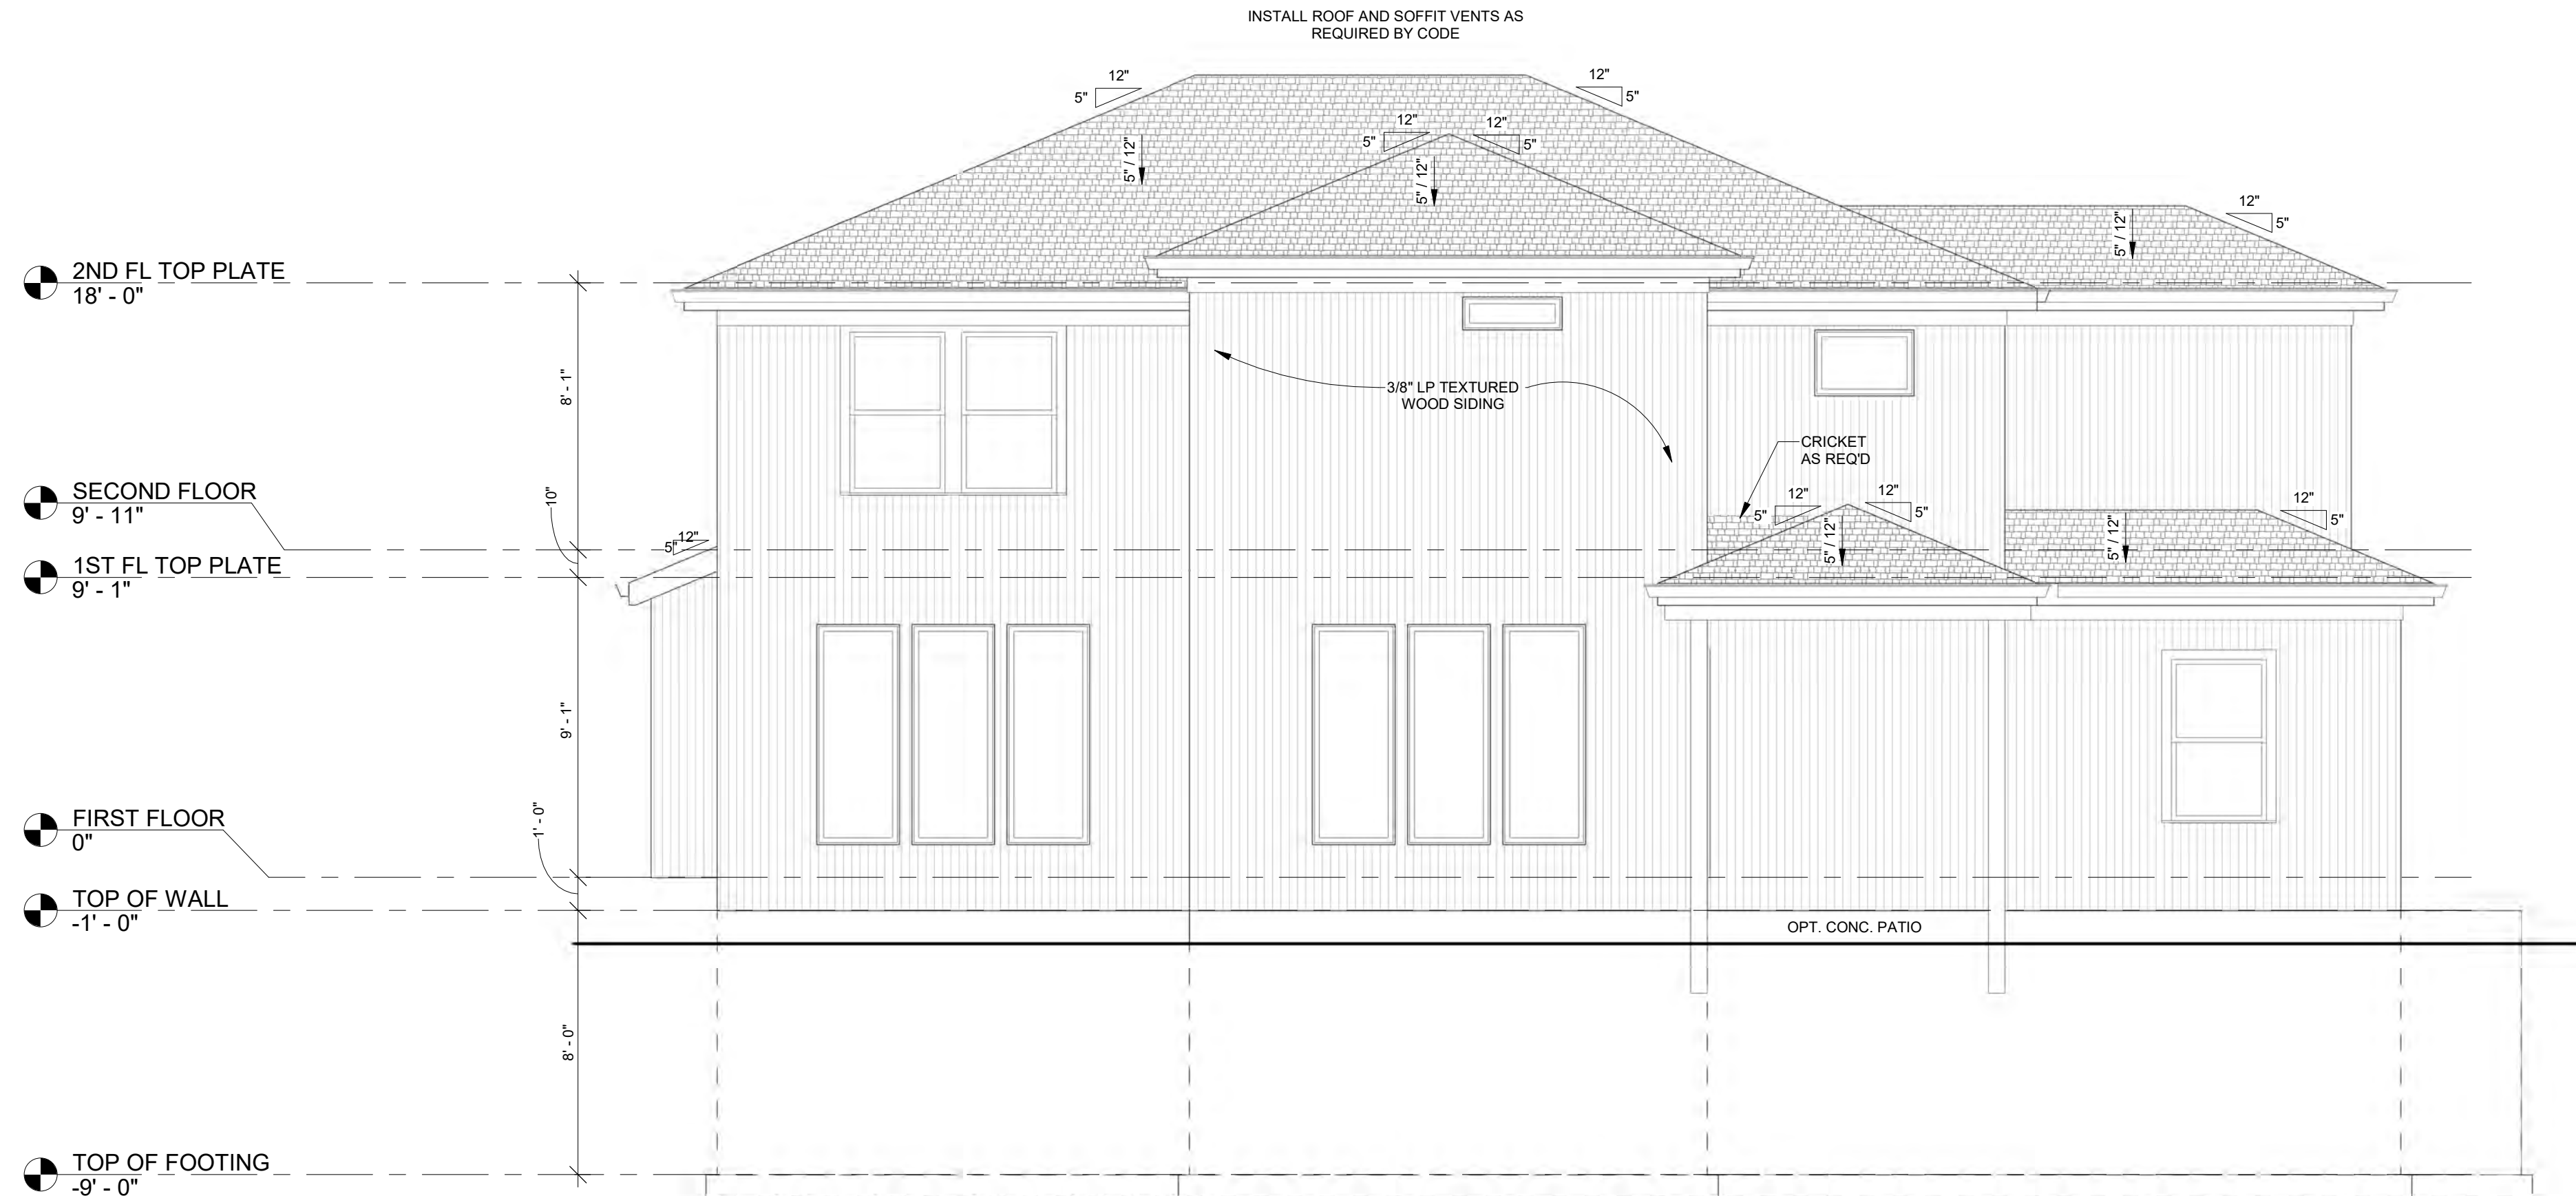 INSTALL ROOF AND SOFFIT VENTS AS
REQUIRED BY CODE
12"
5"
12"
5"
12"
5"
12"
5"
5" / 12"
5" / 12"
12"
5"
5" / 12"
2ND FL TOP PLATE
18' - 0"
8' - 1"
3/8" LP TEXTURED
WOOD SIDING
CRICKET
AS REQ'D
SECOND FLOOR
9' - 11"
10"
12"
5"
12"
5"
12"
5"
5" / 12"
12"
5"
5" / 12"
1ST FL TOP PLATE
9' - 1"
9' - 1"
FIRST FLOOR
0"
1' - 0"
TOP OF WALL
-1' - 0"
OPT. CONC. PATIO
8' - 0"
TOP OF FOOTING
-9' - 0"